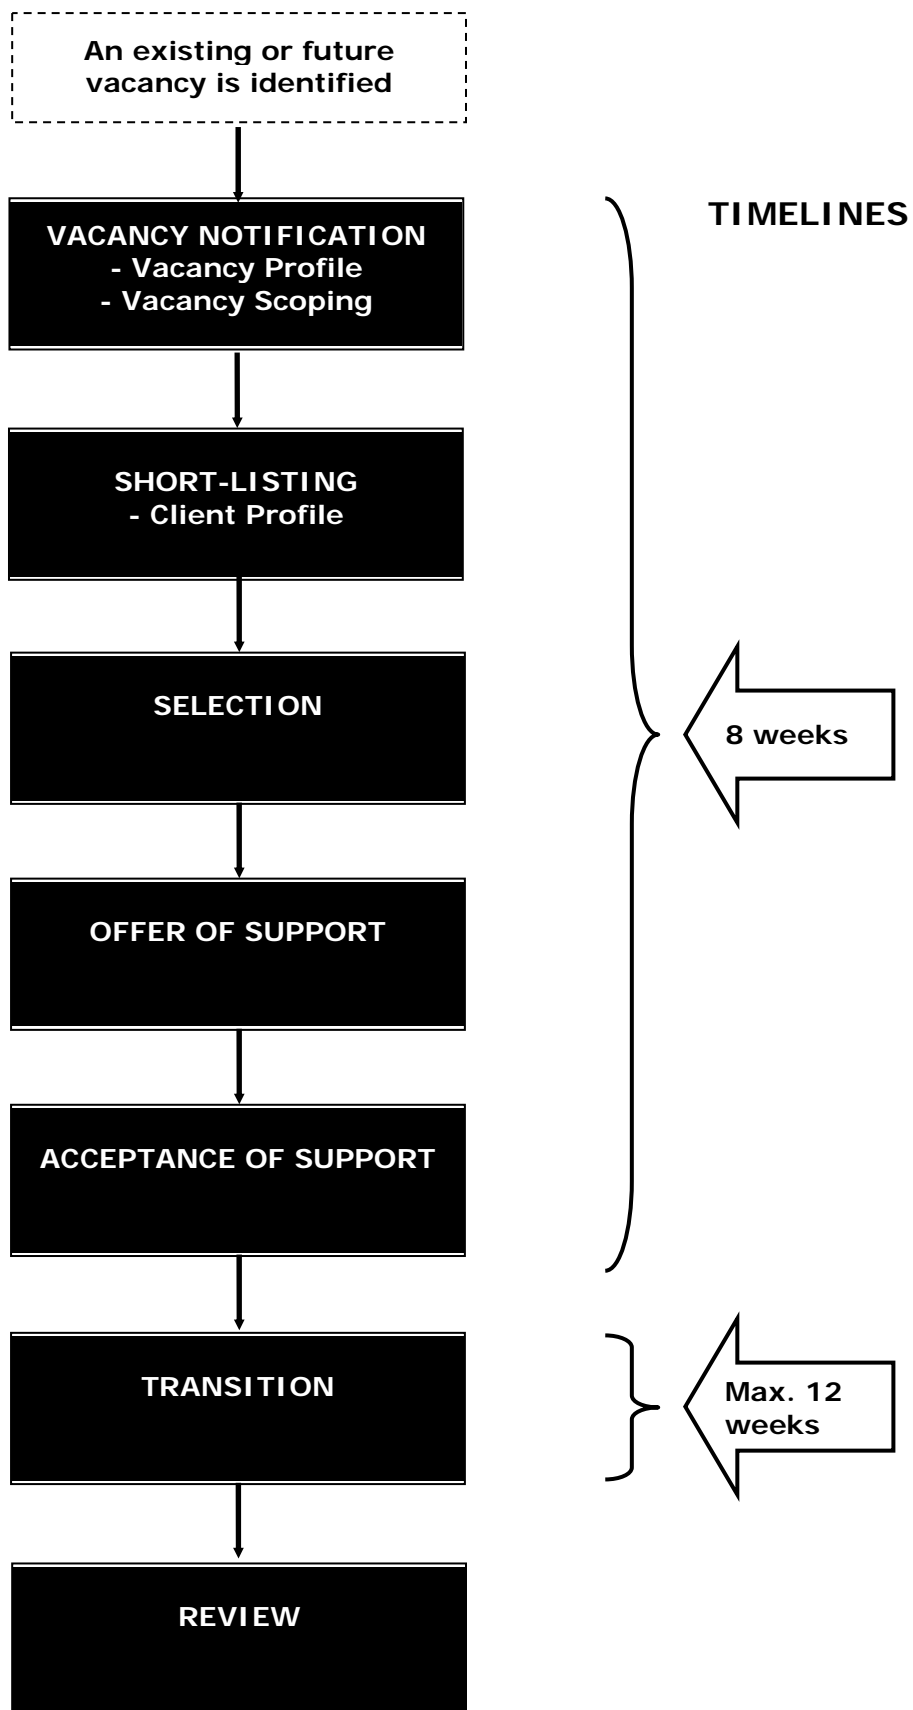 An existing or future
vacancy is identified
TIMELINES
VACANCY NOTIFICATION
- Vacancy Profile
- Vacancy Scoping
SHORT-LISTING
- Client Profile
SELECTION
8 weeks
OFFER OF SUPPORT
ACCEPTANCE OF SUPPORT
TRANSITION
Max. 12
weeks
REVIEW